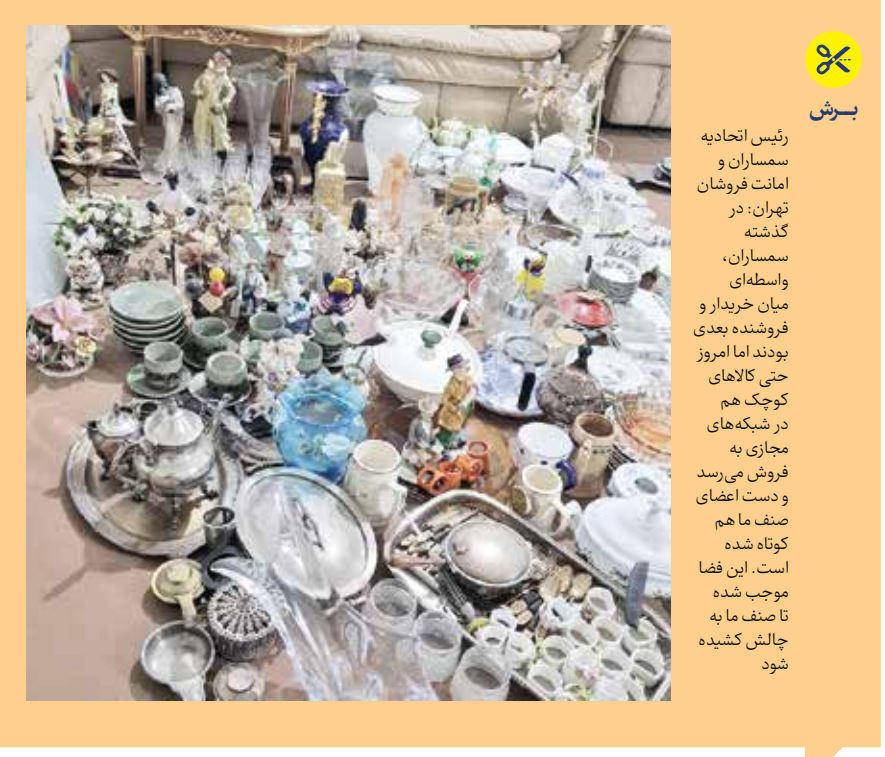 بــرش
رئیس اتحادیه
سمساران و
امانت فروشان
تهران: در
گذشته
سمساران،
واسطه‌ای
میان خریدار و
فروشنده بعدی
بودند اما امروز
حتی کالاهای
کوچک هم
در شبکه‌های
مجازی به
فروش می‌رسد
و دست اعضای
صنف ما هم
کوتاه شده
است. این فضا
موجب شده
تا صنف ما به
چالش کشیده
شود